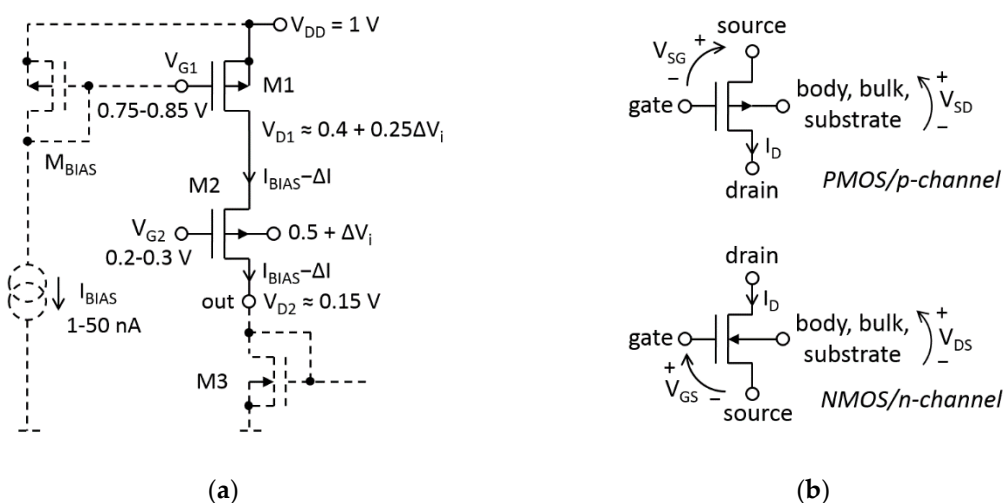 V_DD = 1 V
V_G1
M1
0.75-0.85 V
V_D1 ≈ 0.4 + 0.25ΔV_i
M_BIAS
I_BIAS–ΔI
M2
V_G2
0.5 + ΔV_i
0.2-0.3 V
I_BIAS–ΔI
I_BIAS
1-50 nA
out
V_D2 ≈ 0.15 V
M3
(a)
source
V_SG
+
–
gate
body, bulk,
substrate
+
V_SD
–
I_D
drain
PMOS/p-channel
drain
I_D
gate
body, bulk,
substrate
+
V_DS
–
+
V_GS
–
source
NMOS/n-channel
(b)